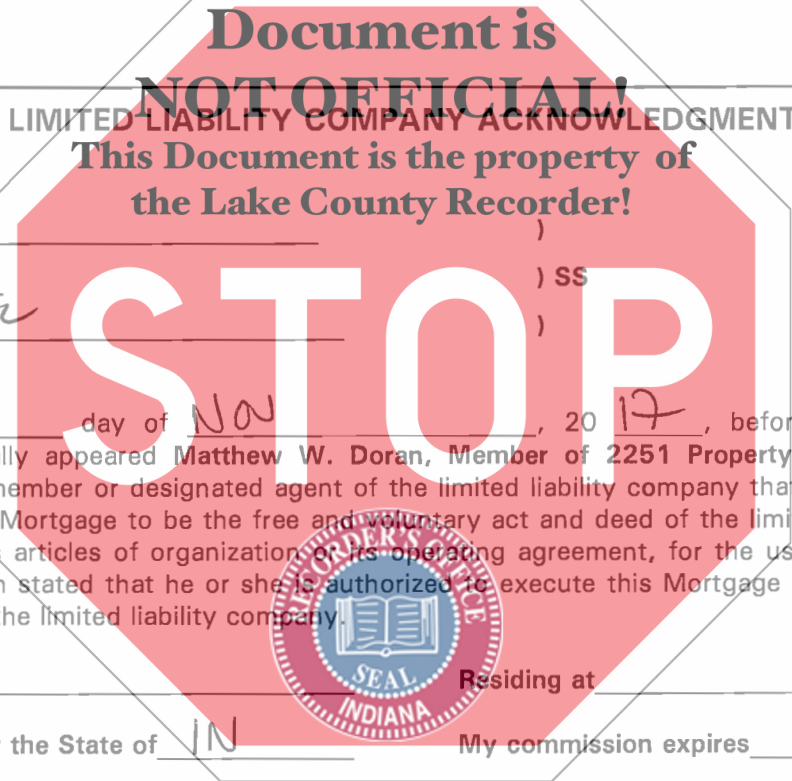 Document is
NOT OFFICIAL!
LIMITED LIABILITY COMPANY ACKNOWLEDGMENT
This Document is the property of
the Lake County Recorder!
)
) SS
)
STOP
day of Nov, 20 17, befor
lly appeared Matthew W. Doran, Member of 2251 Property
member or designated agent of the limited liability company that
Mortgage to be the free and voluntary act and deed of the limi
s articles of organization or its operating agreement, for the us
n stated that he or she is authorized to execute this Mortgage
the limited liability company.
RECORDER'S OFFICE
SEAL
INDIANA
Residing at
r the State of IN
My commission expires